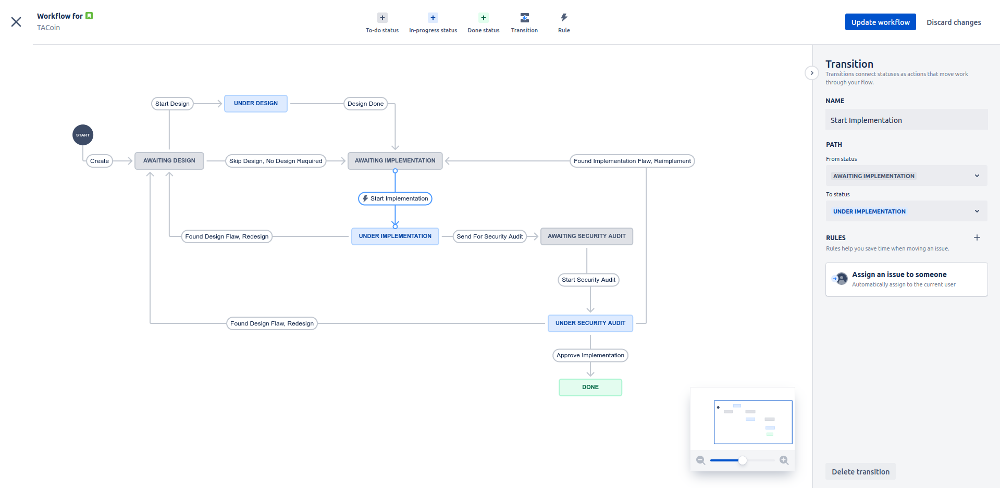 Workflow for
TACoin
To-do status
In-progress status
Done status
Transition
Rule
Update workflow
Discard changes
Start Design
UNDER DESIGN
Design Done
START
Create
AWAITING DESIGN
Skip Design, No Design Required
AWAITING IMPLEMENTATION
Found Implementation Flaw, Reimplement
Start Implementation
Found Design Flaw, Redesign
UNDER IMPLEMENTATION
Send For Security Audit
AWAITING SECURITY AUDIT
Start Security Audit
Found Design Flaw, Redesign
UNDER SECURITY AUDIT
Approve Implementation
DONE
Transition
Transitions connect statuses as actions that move work
through your flow.
NAME
Start Implementation
PATH
From status
AWAITING IMPLEMENTATION
To status
UNDER IMPLEMENTATION
RULES
Rules help you save time when moving an issue.
Assign an issue to someone
Automatically assign to the current user
Delete transition